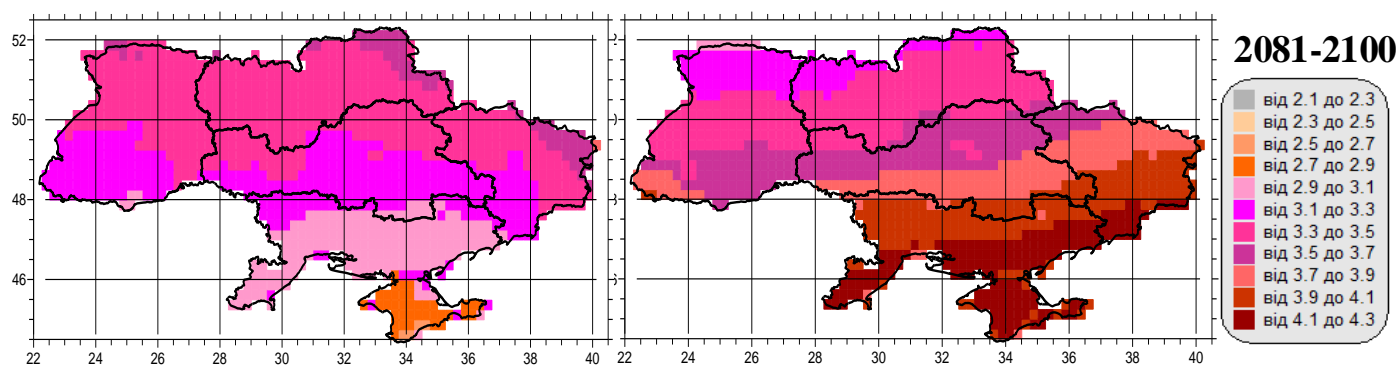 2081-2100
від 2.1 до 2.3
від 2.3 до 2.5
від 2.5 до 2.7
від 2.7 до 2.9
від 2.9 до 3.1
від 3.1 до 3.3
від 3.3 до 3.5
від 3.5 до 3.7
від 3.7 до 3.9
від 3.9 до 4.1
від 4.1 до 4.3
52
50
48
46
22 24 26 28 30 32 34 36 38 40
22 24 26 28 30 32 34 36 38 40